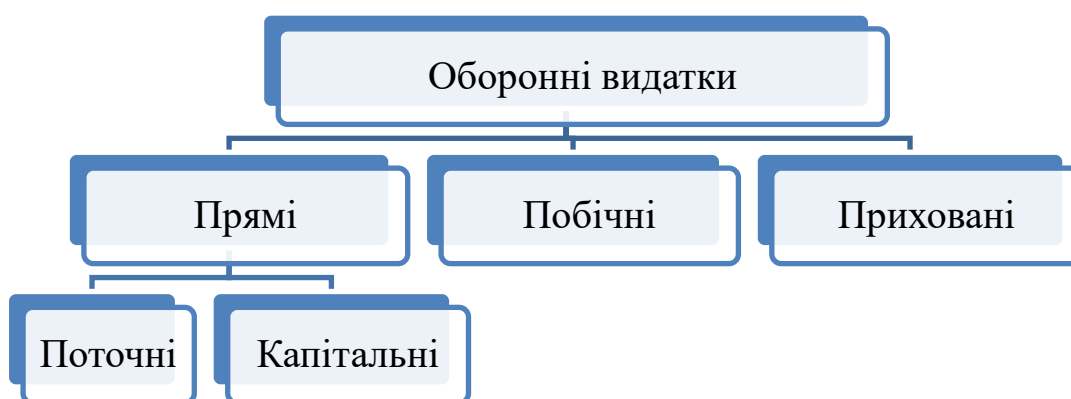 Оборонні видатки
Прямі
Побічні
Приховані
Поточні
Капітальні